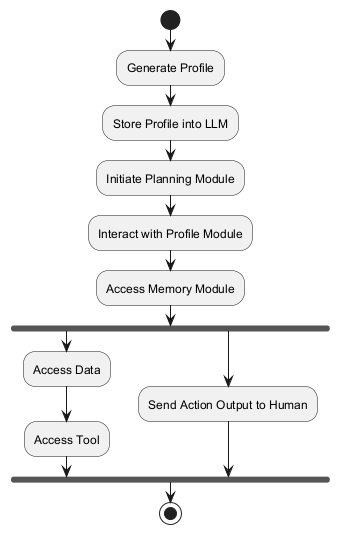 Generate Profile
Store Profile into LLM
Initiate Planning Module
Interact with Profile Module
Access Memory Module
Access Data
Send Action Output to Human
Access Tool